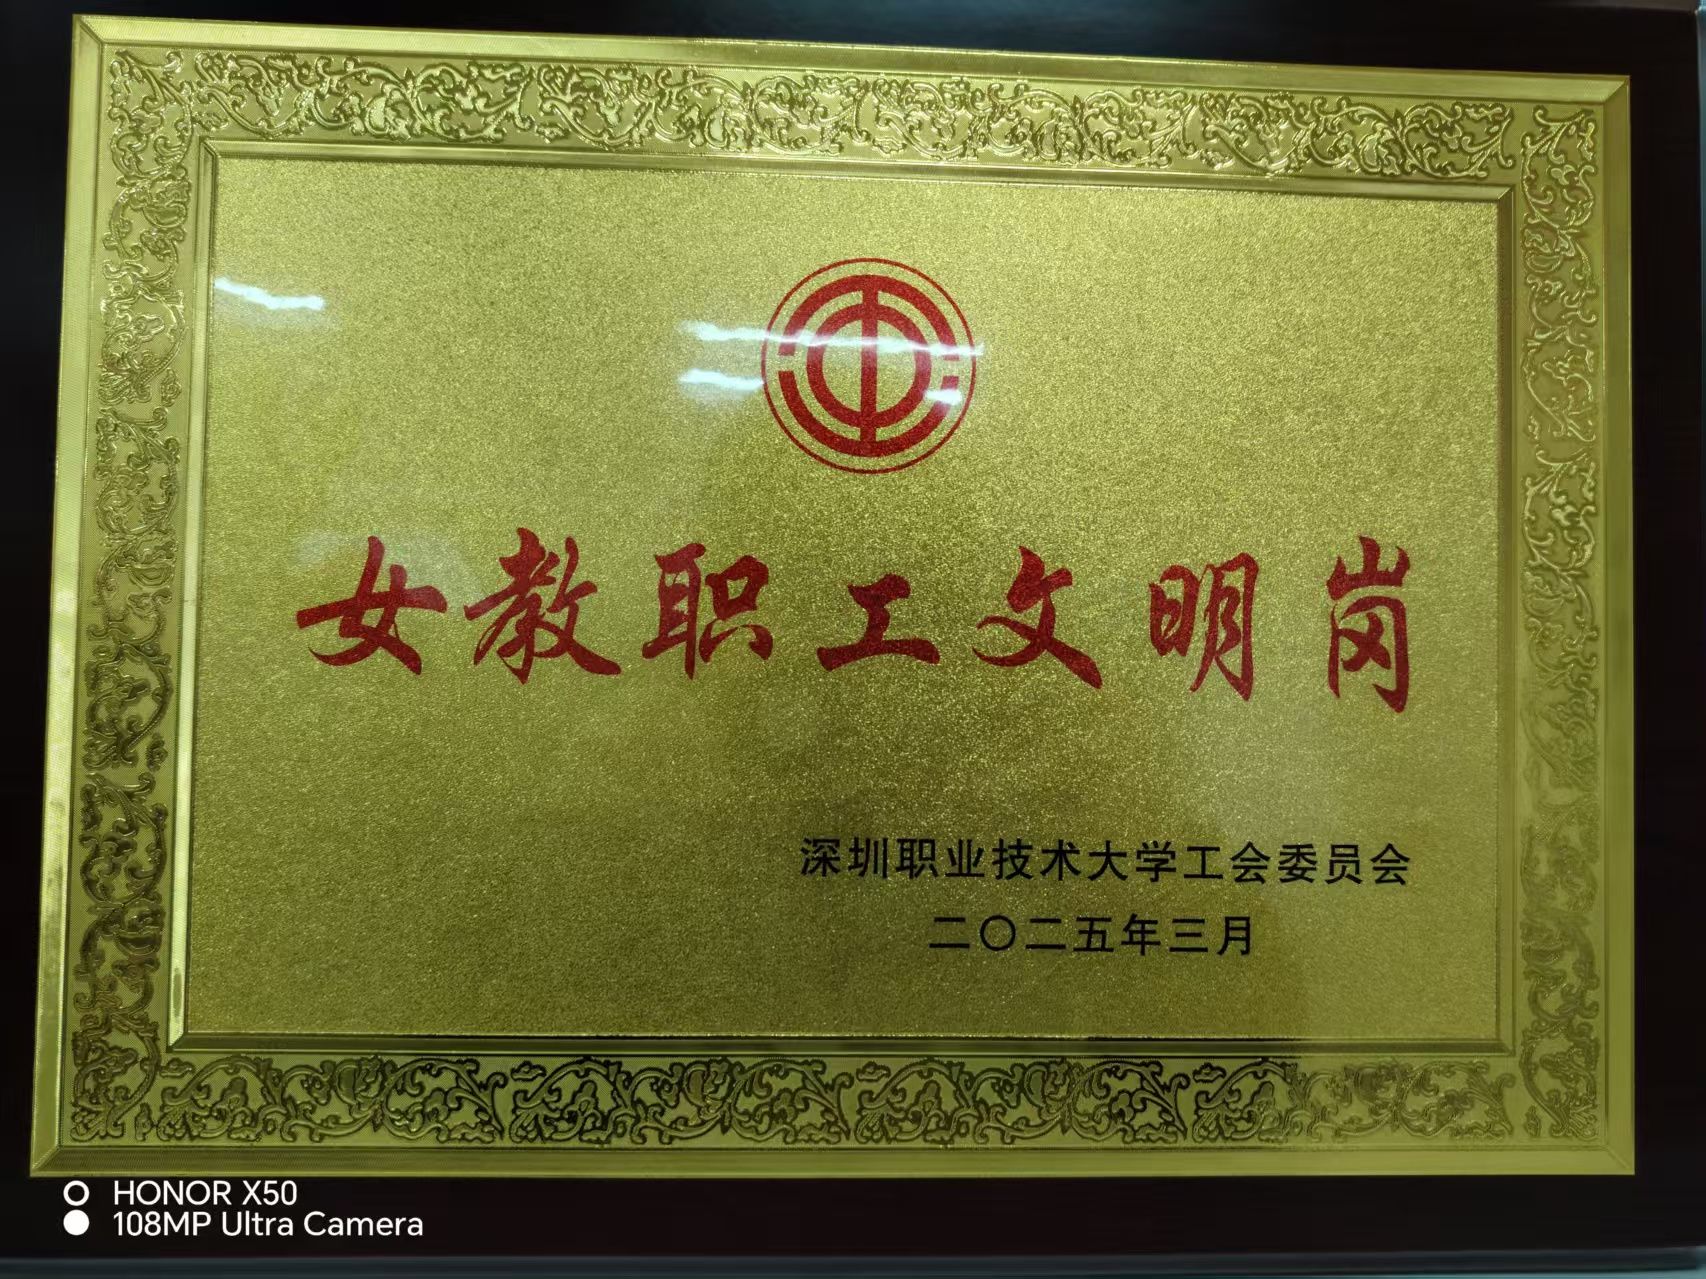 女教职工文明岗
深圳职业技术大学工会委员会
二〇二五年三月
HONOR X50
108MP Ultra Camera